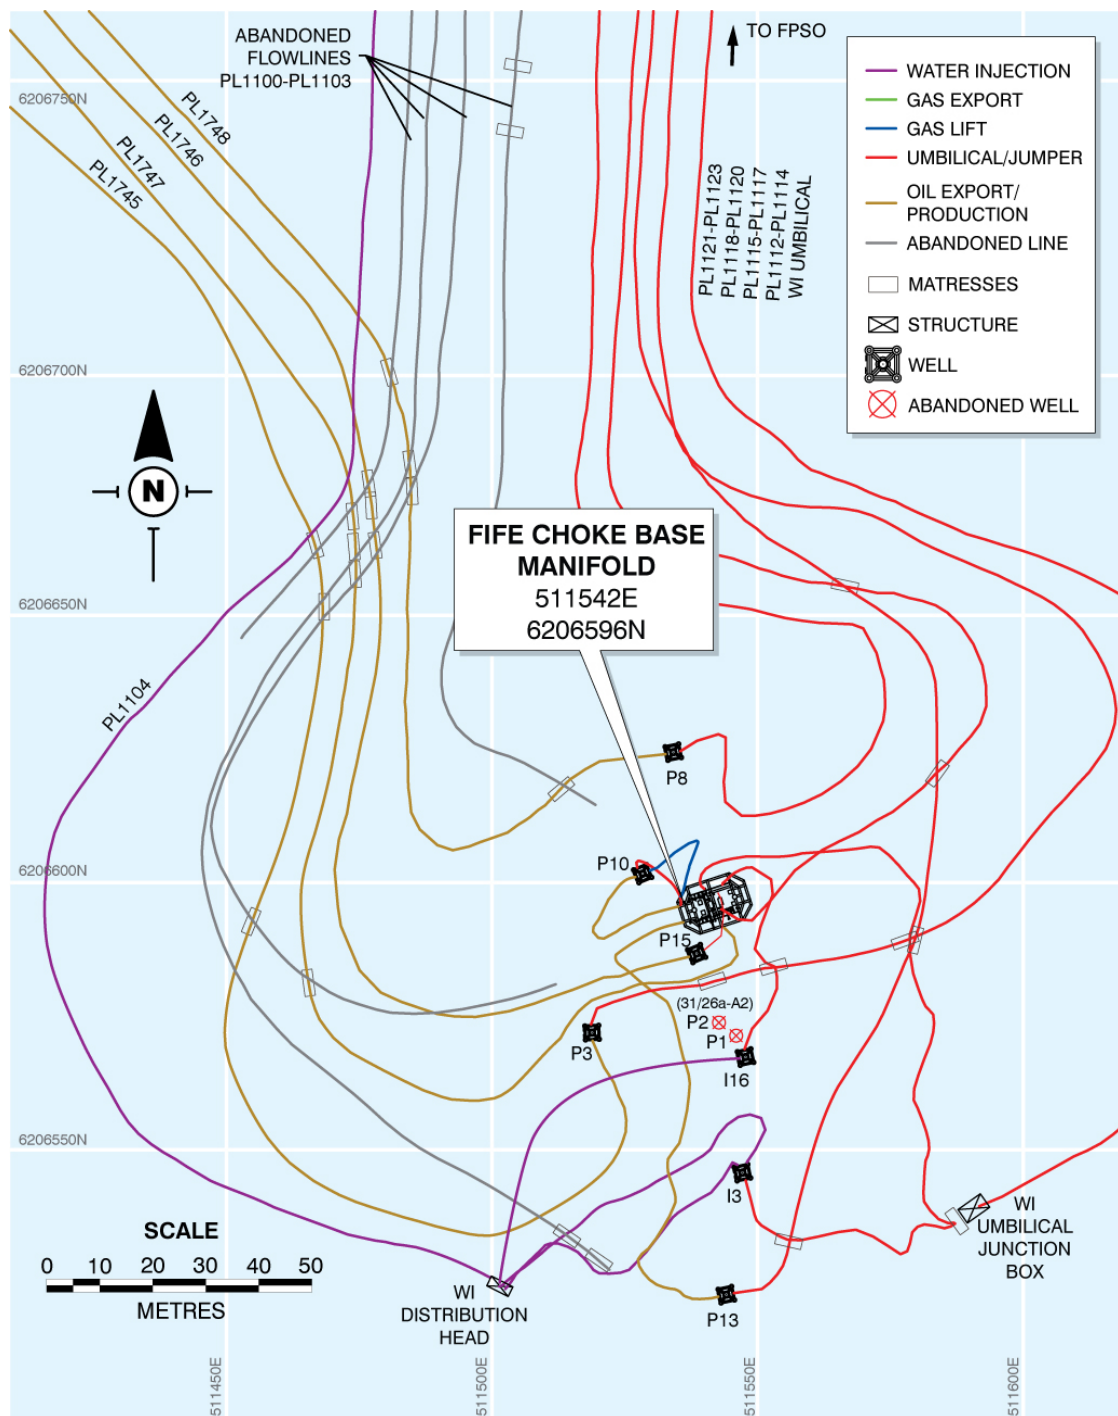 ABANDONED
FLOWLINES
PL1100-PL1103
TO FPSO
WATER INJECTION
GAS EXPORT
GAS LIFT
UMBILICAL/JUMPER
OIL EXPORT/
PRODUCTION
ABANDONED LINE
MATRESSES
STRUCTURE
WELL
ABANDONED WELL
6206750N
PL1748
PL1746
PL1747
PL1745
PL1121-PL1123
PL1118-PL1120
PL1115-PL1117
PL1112-PL1114
WI UMBILICAL
6206700N
N
FIFE CHOKE BASE
MANIFOLD
511542E
6206596N
6206650N
PL1104
P8
P10
6206600N
P15
(31/26a-A2)
P2
P1
P3
I16
6206550N
I3
WI
UMBILICAL
JUNCTION
BOX
SCALE
0 10 20 30 40 50
METRES
WI
DISTRIBUTION
HEAD
P13
511450E
511500E
511550E
511600E